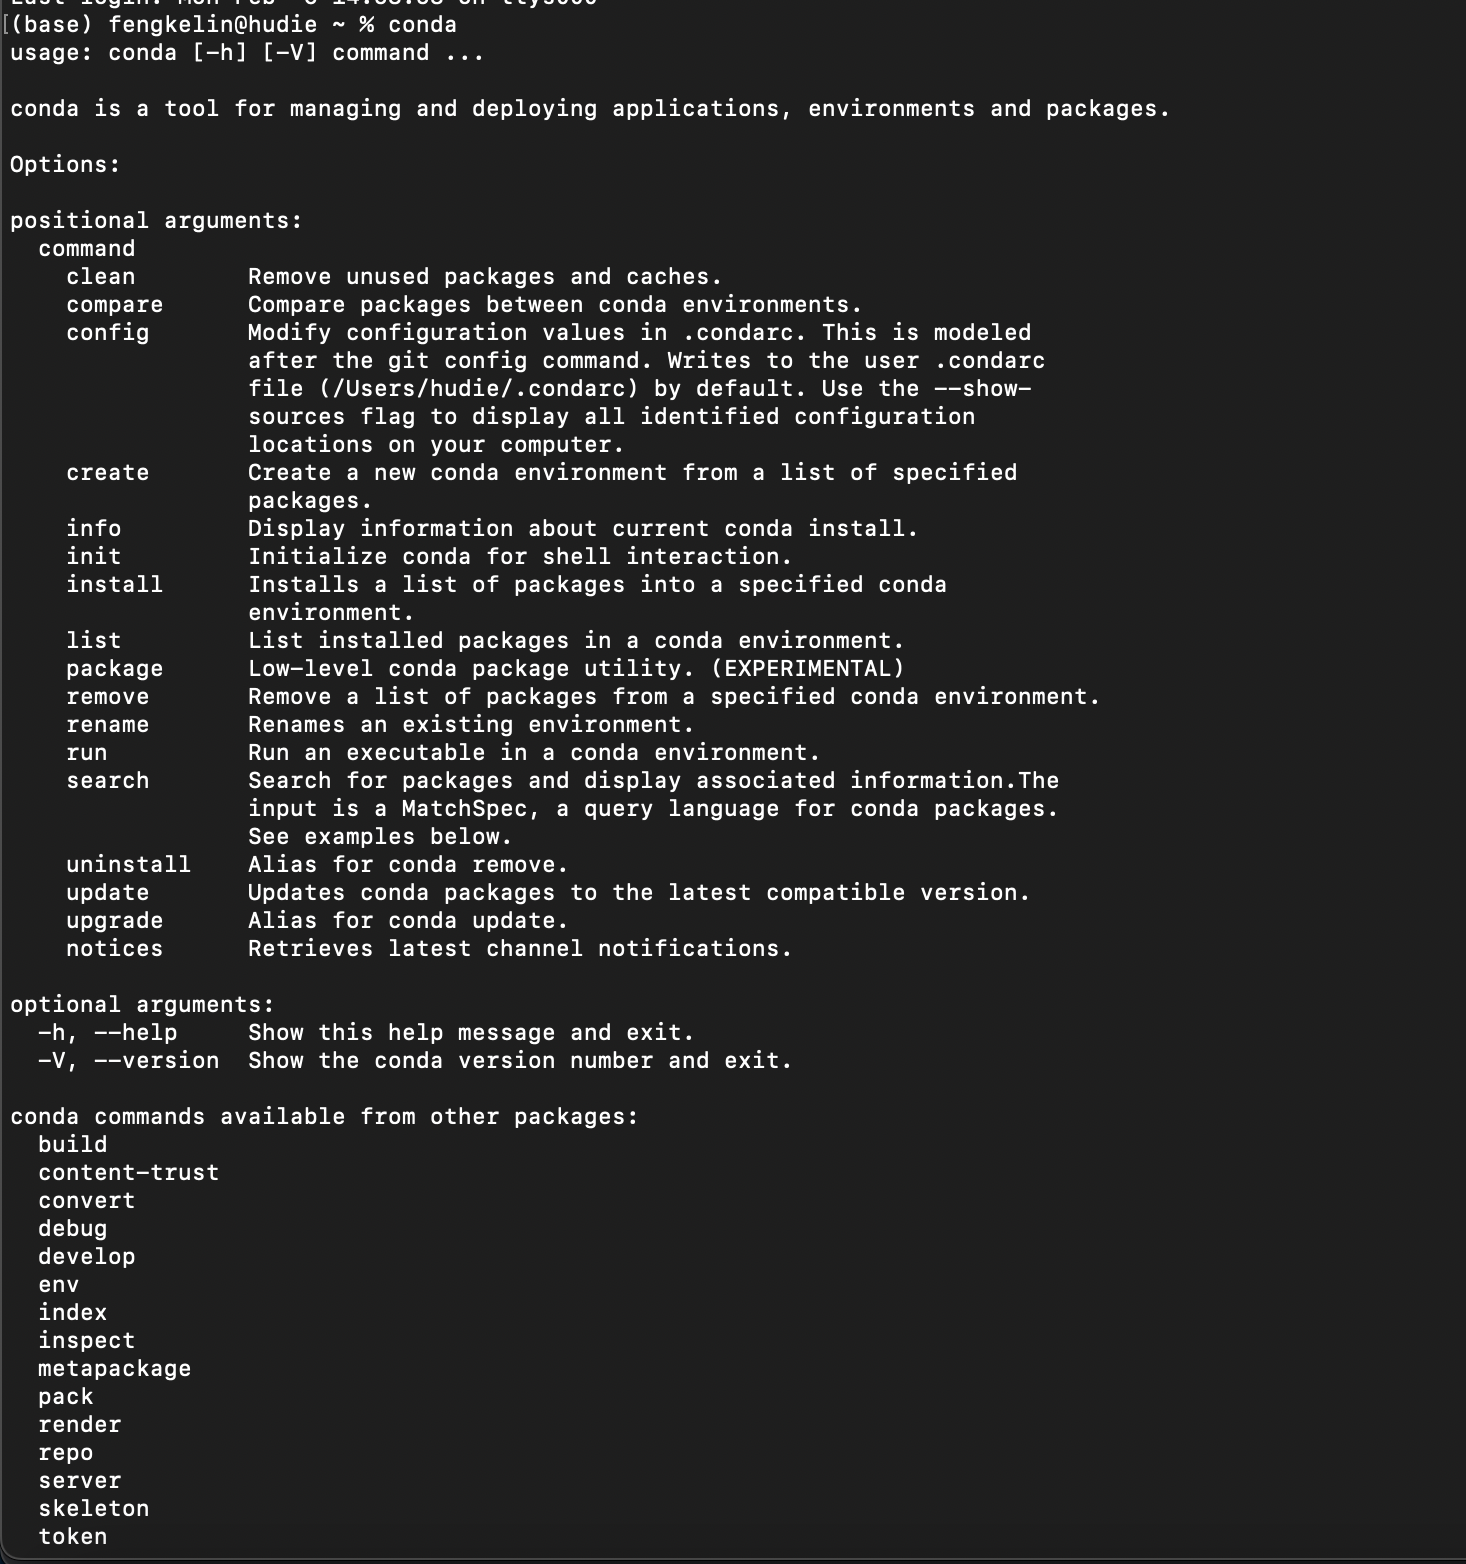 [(base) fengkelin@hudie ~ % conda
usage: conda [-h] [-V] command ...
conda is a tool for managing and deploying applications, environments and packages.
Options:
positional arguments:
  command
    clean        Remove unused packages and caches.
    compare      Compare packages between conda environments.
    config       Modify configuration values in .condarc. This is modeled
                 after the git config command. Writes to the user .condarc
                 file (/Users/hudie/.condarc) by default. Use the --show-
                 sources flag to display all identified configuration
                 locations on your computer.
    create       Create a new conda environment from a list of specified
                 packages.
    info         Display information about current conda install.
    init         Initialize conda for shell interaction.
    install      Installs a list of packages into a specified conda
                 environment.
    list         List installed packages in a conda environment.
    package      Low-level conda package utility. (EXPERIMENTAL)
    remove       Remove a list of packages from a specified conda environment.
    rename       Renames an existing environment.
    run          Run an executable in a conda environment.
    search       Search for packages and display associated information.The
                 input is a MatchSpec, a query language for conda packages.
                 See examples below.
    uninstall    Alias for conda remove.
    update       Updates conda packages to the latest compatible version.
    upgrade      Alias for conda update.
    notices      Retrieves latest channel notifications.
optional arguments:
  -h, --help     Show this help message and exit.
  -V, --version  Show the conda version number and exit.
conda commands available from other packages:
  build
  content-trust
  convert
  debug
  develop
  env
  index
  inspect
  metapackage
  pack
  render
  repo
  server
  skeleton
  token